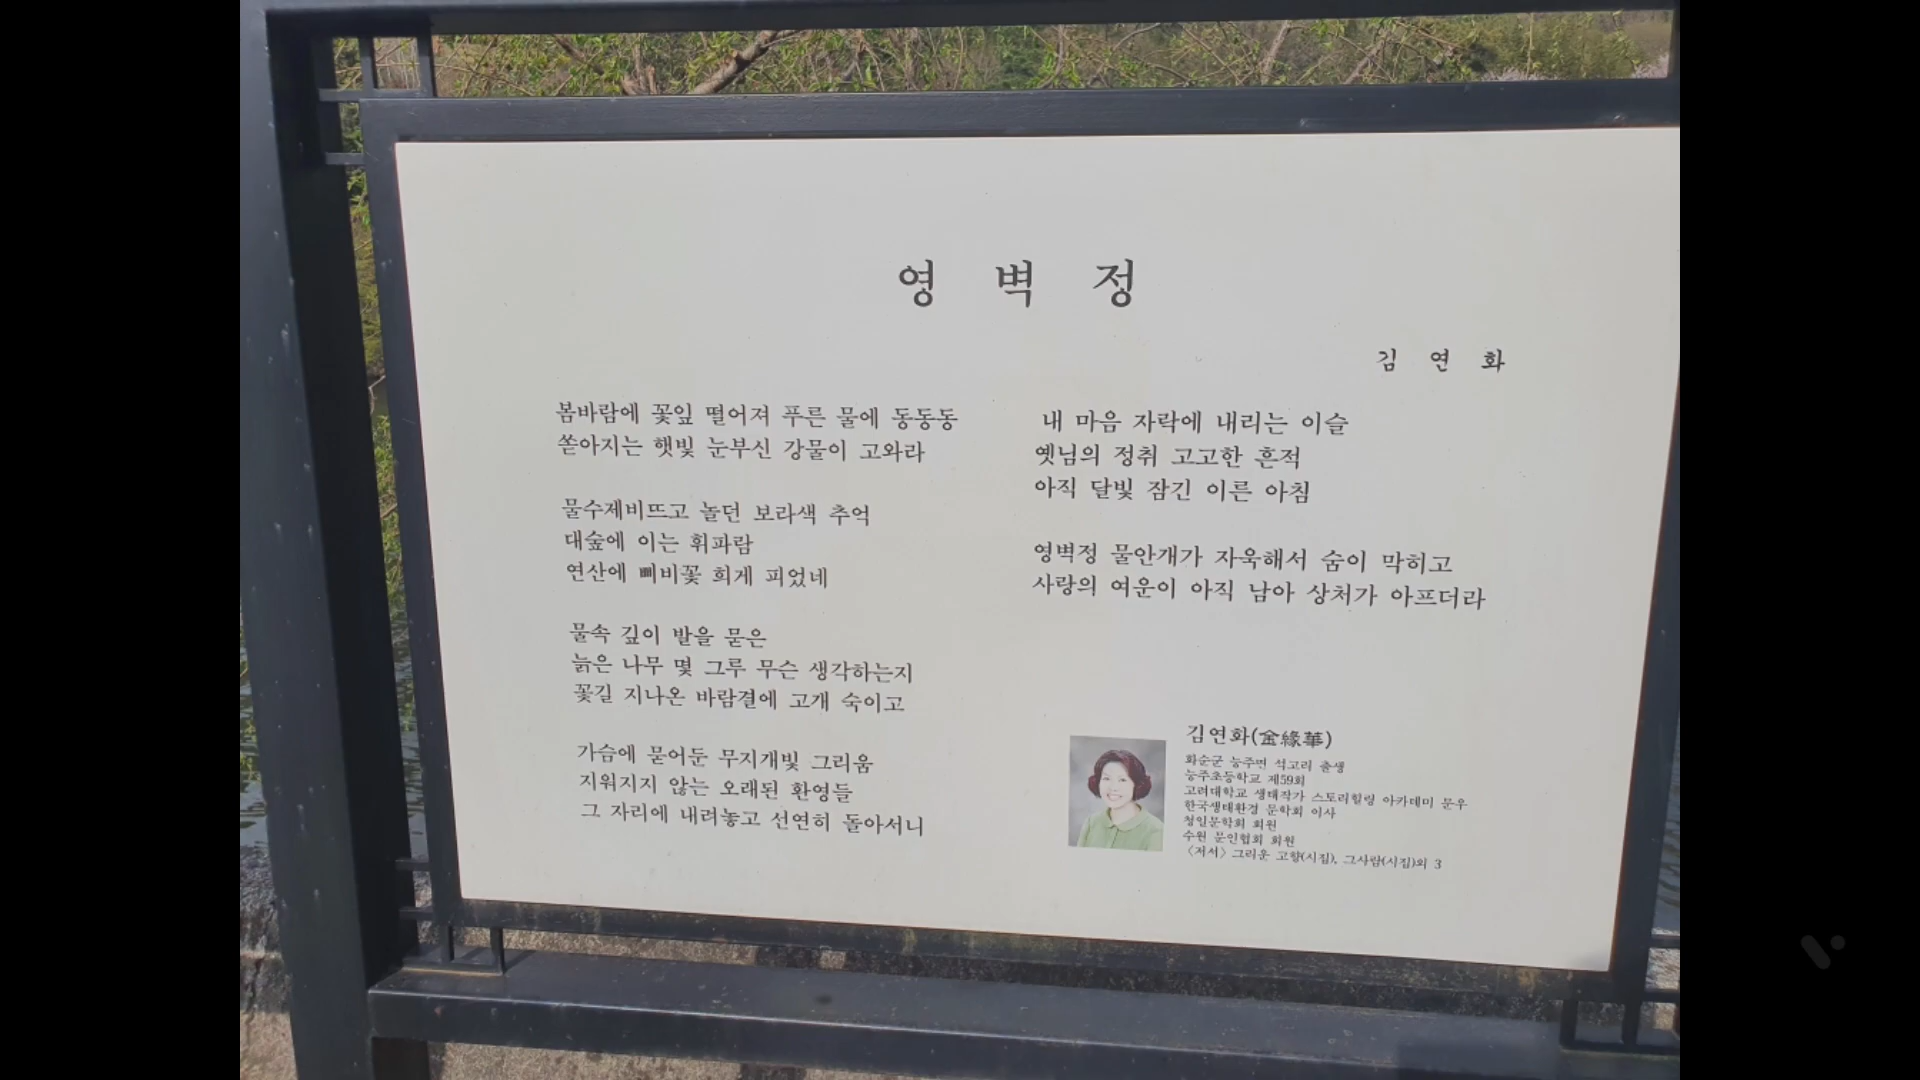 영 벽 정
김 연 화
봄바람에 꽃잎 떨어져 푸른 물에 동동동
쏟아지는 햇빛 눈부신 강물이 고와라
물수제비뜨고 놀던 보라색 추억
대숲에 이는 휘파람
연산에 삐비꽃 희게 피었네
물속 깊이 발을 묻은
늙은 나무 몇 그루 무슨 생각하는지
꽃길 지나온 바람결에 고개 숙이고
가슴에 묻어둔 무지개빛 그리움
지워지지 않는 오래된 환영들
그 자리에 내려놓고 선연히 돌아서니
내 마음 자락에 내리는 이슬
옛님의 정취 고고한 흔적
아직 달빛 잠긴 이른 아침
영벽정 물안개가 자욱해서 숨이 막히고
사랑의 여운이 아직 남아 상처가 아프더라
김연화(金緣華)
화순군 능주면 석고리 출생
능주초등학교 제59회
고려대학교 생태작가 스토리힐링 아카데미 문우
한국생태환경 문학회 이사
청일문학회 회원
수원 문인협회 회원
<저서> 그리운 고향(시집), 그사람(시집)외 3